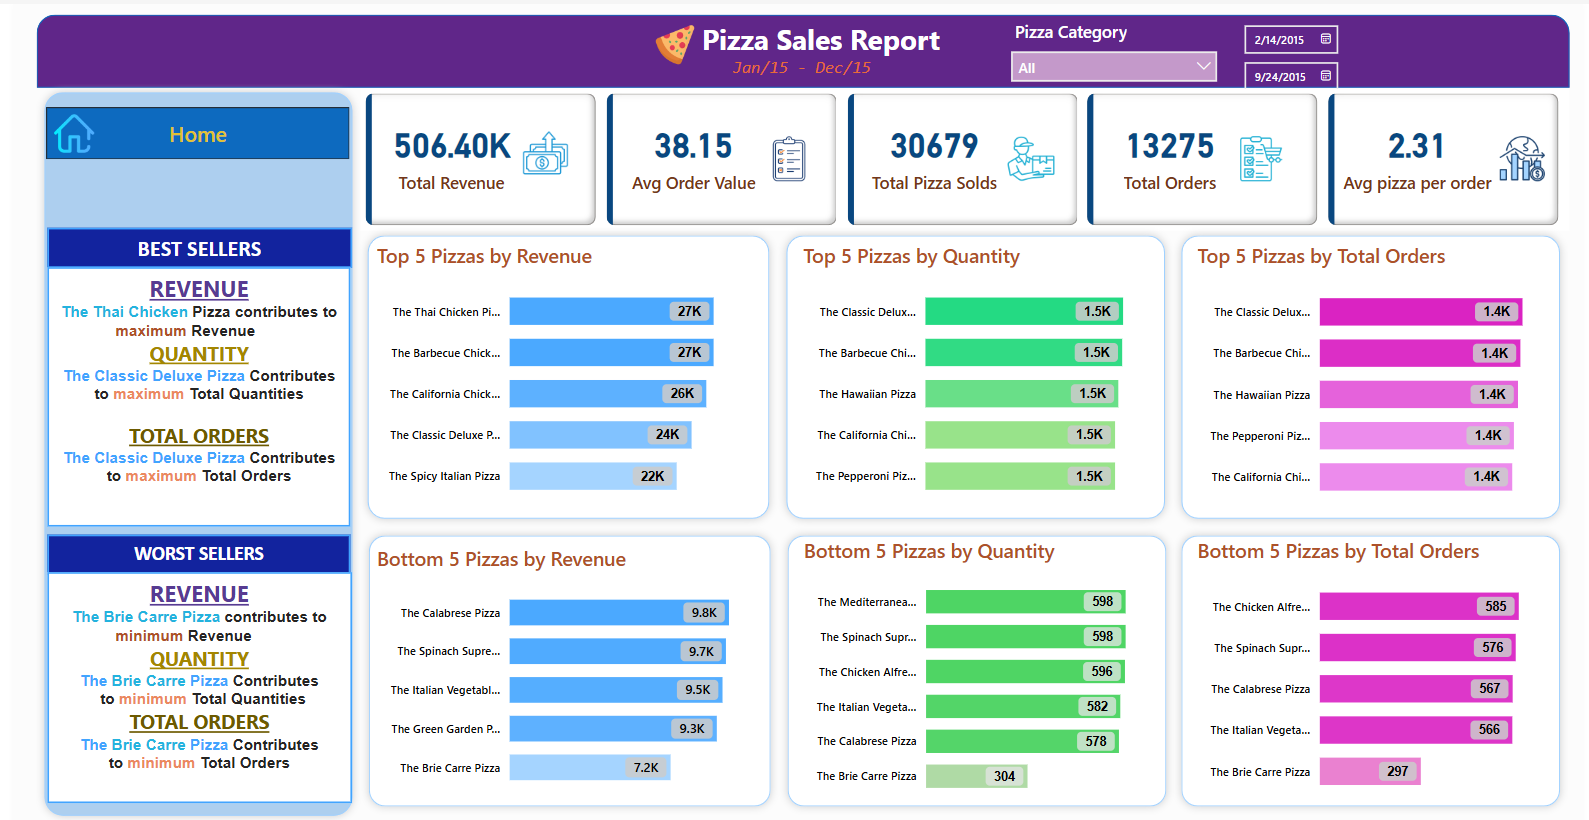 Pizza Sales Report
Jan/15 - Dec/15
Pizza Category
All
2/14/2015
9/24/2015
Home
506.40K
Total Revenue
38.15
Avg Order Value
30679
Total Pizza Solds
13275
Total Orders
2.31
Avg pizza per order
BEST SELLERS
REVENUE
The Thai Chicken Pizza contributes to
maximum Revenue
QUANTITY
The Classic Deluxe Pizza Contributes
to maximum Total Quantities
TOTAL ORDERS
The Classic Deluxe Pizza Contributes
to maximum Total Orders
WORST SELLERS
REVENUE
The Brie Carre Pizza contributes to
minimum Revenue
QUANTITY
The Brie Carre Pizza Contributes
to minimum Total Quantities
TOTAL ORDERS
The Brie Carre Pizza Contributes
to minimum Total Orders
Top 5 Pizzas by Revenue
The Thai Chicken Pi... 27K
The Barbecue Chick... 27K
The California Chick... 26K
The Classic Deluxe P... 24K
The Spicy Italian Pizza 22K
Top 5 Pizzas by Quantity
The Classic Delux... 1.5K
The Barbecue Chi... 1.5K
The Hawaiian Pizza 1.5K
The California Chi... 1.5K
The Pepperoni Piz... 1.5K
Top 5 Pizzas by Total Orders
The Classic Delux... 1.4K
The Barbecue Chi... 1.4K
The Hawaiian Pizza 1.4K
The Pepperoni Piz... 1.4K
The California Chi... 1.4K
Bottom 5 Pizzas by Revenue
The Calabrese Pizza 9.8K
The Spinach Supre... 9.7K
The Italian Vegetabl... 9.5K
The Green Garden P... 9.3K
The Brie Carre Pizza 7.2K
Bottom 5 Pizzas by Quantity
The Mediterranea... 598
The Spinach Supr... 598
The Chicken Alfre... 596
The Italian Vegeta... 582
The Calabrese Pizza 578
The Brie Carre Pizza 304
Bottom 5 Pizzas by Total Orders
The Chicken Alfre... 585
The Spinach Supr... 576
The Calabrese Pizza 567
The Italian Vegeta... 566
The Brie Carre Pizza 297